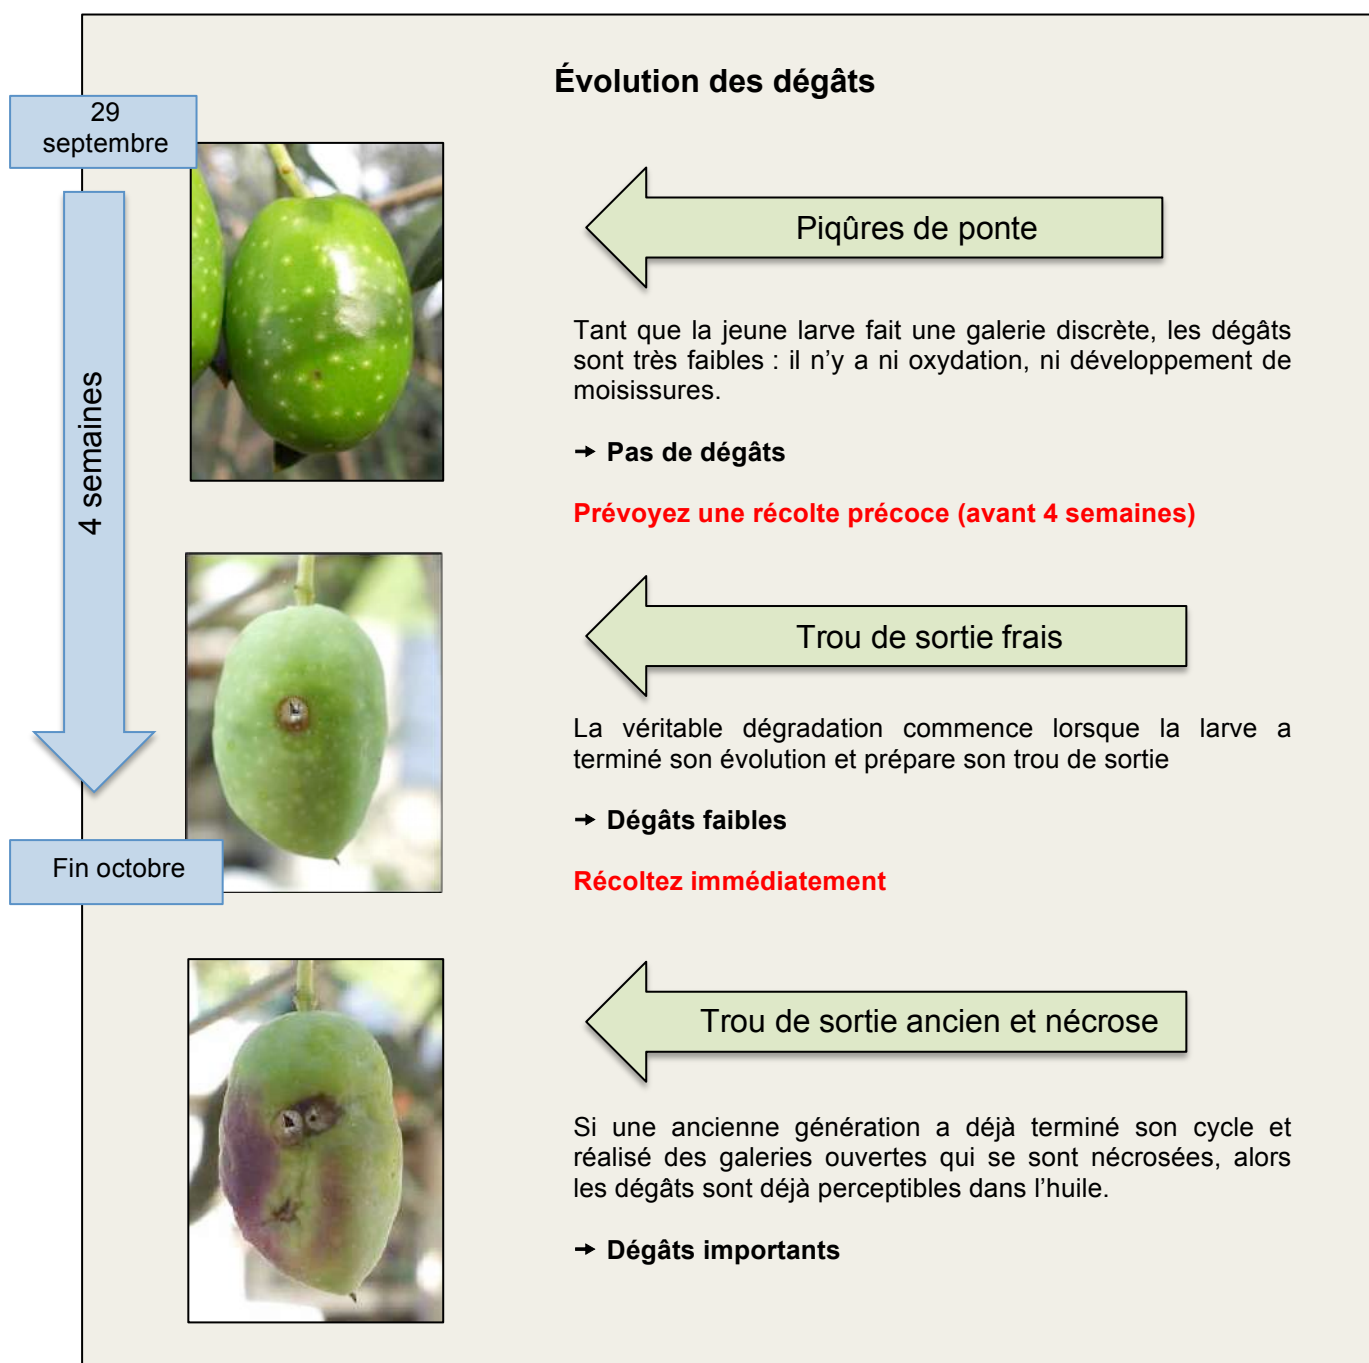 Évolution des dégâts
29
septembre
4 semaines
Fin octobre
Piqûres de ponte
Tant que la jeune larve fait une galerie discrète, les dégâts
sont très faibles : il n’y a ni oxydation, ni développement de
moisissures.
→ Pas de dégâts
Prévoyez une récolte précoce (avant 4 semaines)
Trou de sortie frais
La véritable dégradation commence lorsque la larve a
terminé son évolution et prépare son trou de sortie
→ Dégâts faibles
Récoltez immédiatement
Trou de sortie ancien et nécrose
Si une ancienne génération a déjà terminé son cycle et
réalisé des galeries ouvertes qui se sont nécrosées, alors
les dégâts sont déjà perceptibles dans l’huile.
→ Dégâts importants